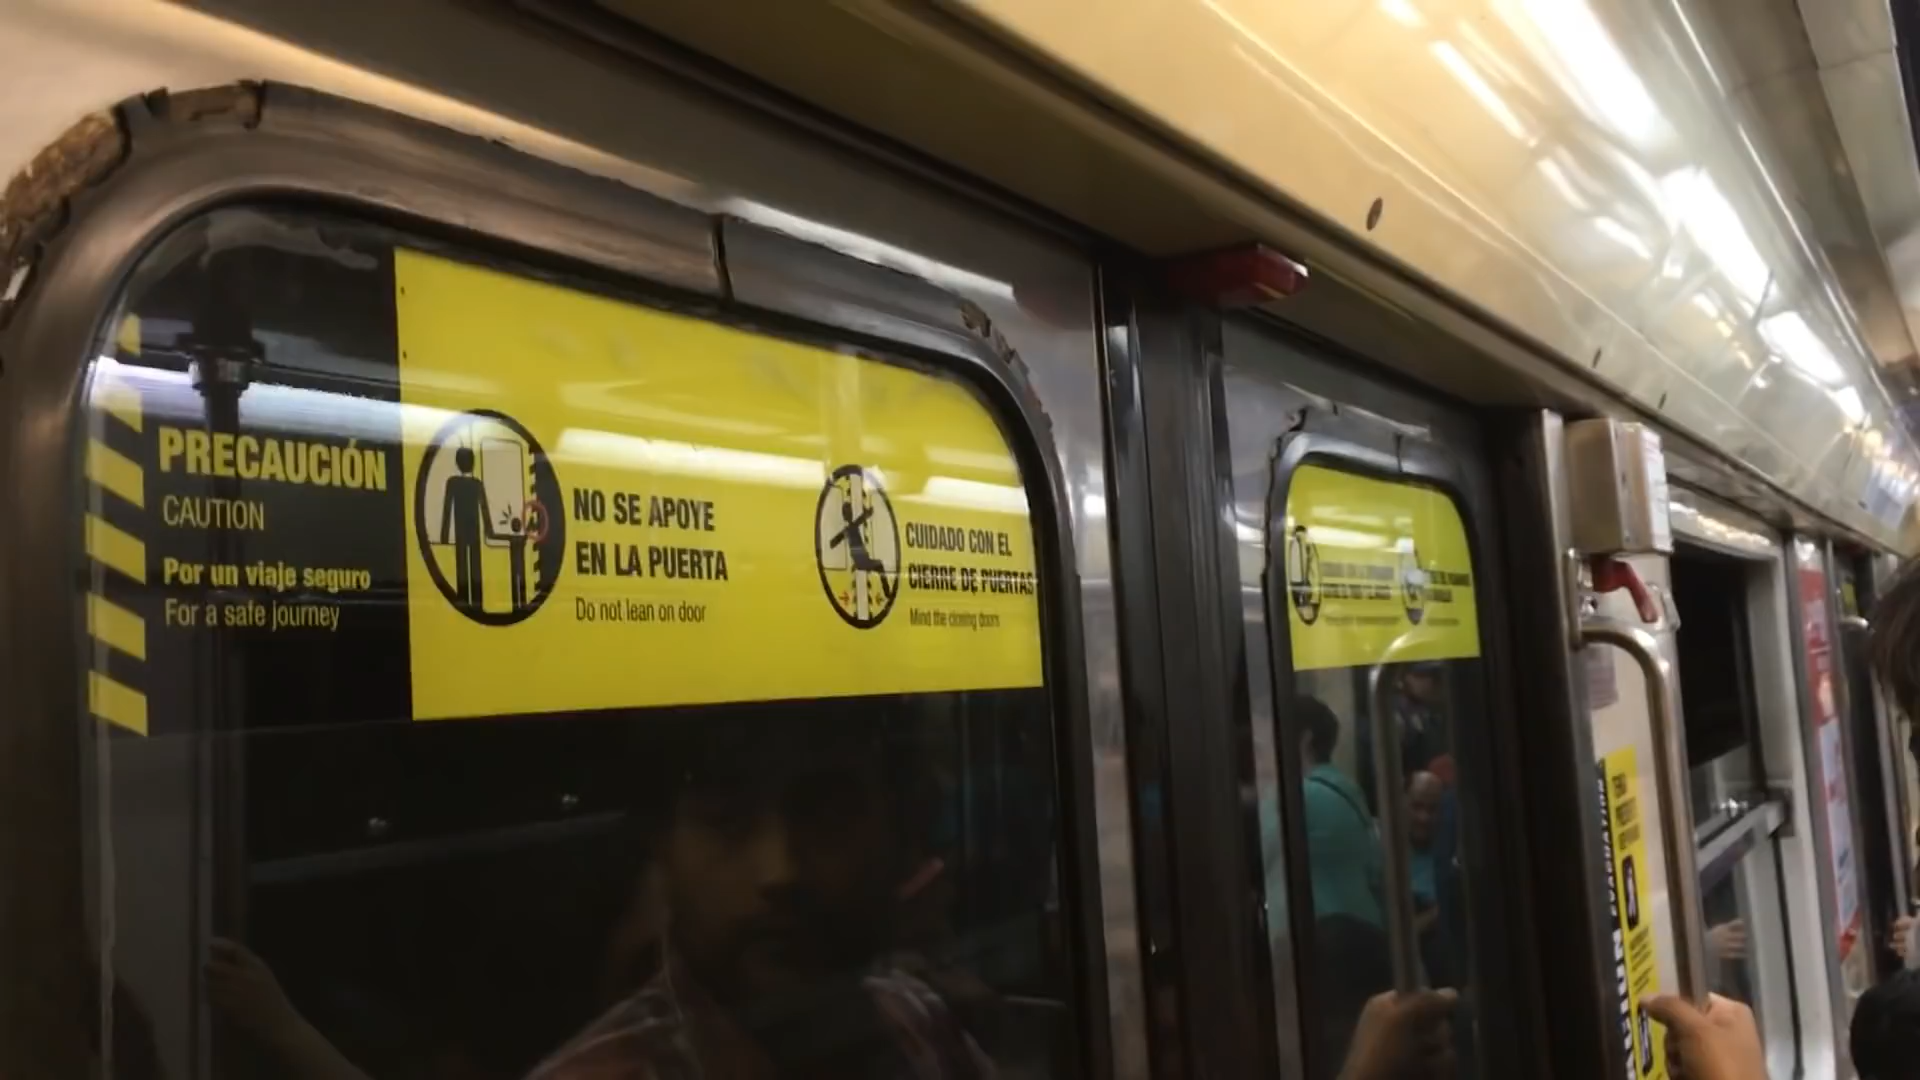 PRECAUCIÓN
CAUTION
Por un viaje seguro
For a safe journey
NO SE APOYE
EN LA PUERTA
Do not lean on door
CUIDADO CON EL
CIERRE DE PUERTAS
Mind the closing doors